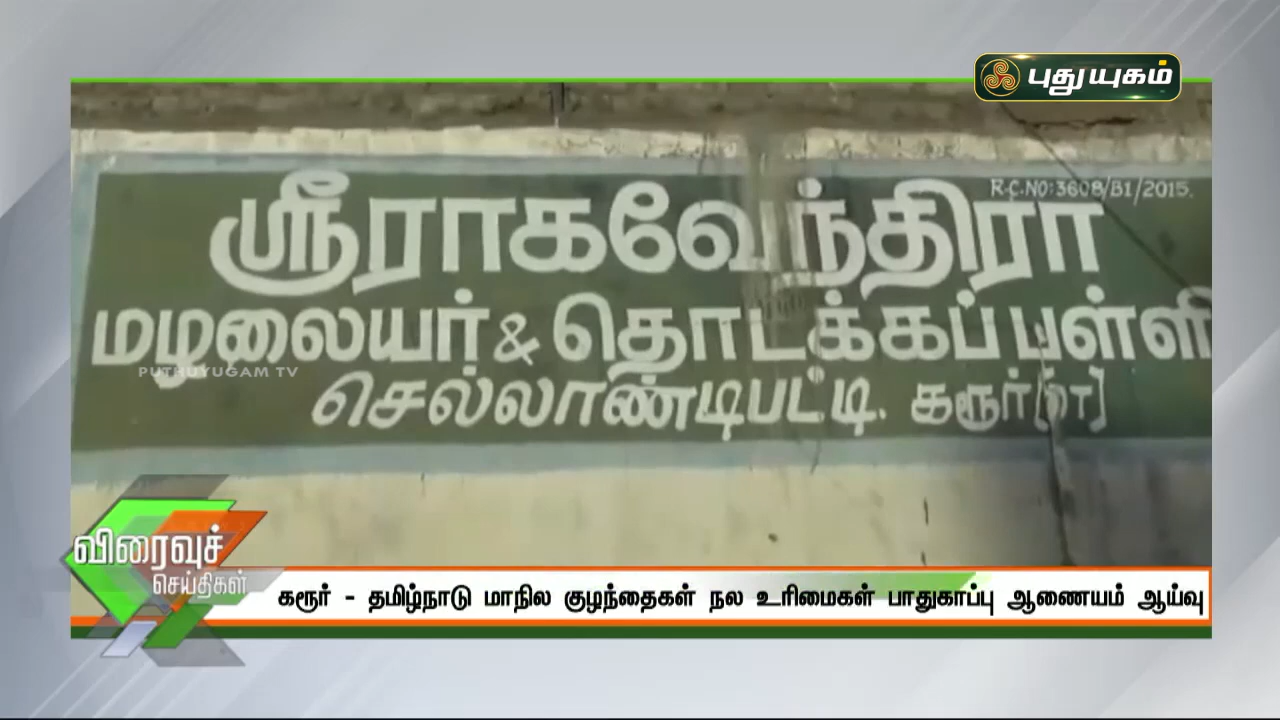 புதுயுகம்
R.C.NO:3608/B1/2015.
ஸ்ரீராகவேந்திரா
மழலையர் & தொடக்கப்பள்ளி
PUTHUYUGAM TV
செல்லாண்டிபட்டி. கரூர்
விரைவுச்
செய்திகள்
கரூர் - தமிழ்நாடு மாநில குழந்தைகள் நல உரிமைகள் பாதுகாப்பு ஆணையம் ஆய்வு